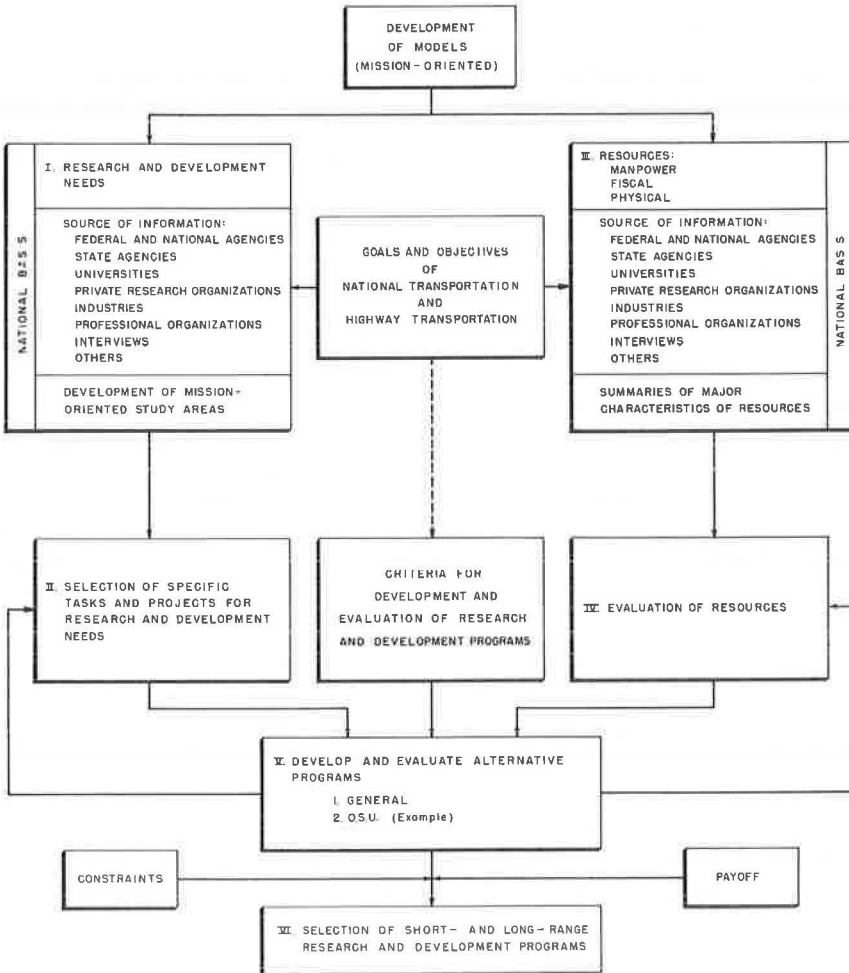 DEVELOPMENT
OF MODELS
(MISSION-ORIENTED)
NATIONAL BASIS
I. RESEARCH AND DEVELOPMENT
NEEDS
SOURCE OF INFORMATION:
FEDERAL AND NATIONAL AGENCIES
STATE AGENCIES
UNIVERSITIES
PRIVATE RESEARCH ORGANIZATIONS
INDUSTRIES
PROFESSIONAL ORGANIZATIONS
INTERVIEWS
OTHERS
DEVELOPMENT OF MISSION-
ORIENTED STUDY AREAS
GOALS AND OBJECTIVES
OF
NATIONAL TRANSPORTATION
AND
HIGHWAY TRANSPORTATION
III. RESOURCES:
MANPOWER
FISCAL
PHYSICAL
SOURCE OF INFORMATION:
FEDERAL AND NATIONAL AGENCIES
STATE AGENCIES
UNIVERSITIES
PRIVATE RESEARCH ORGANIZATIONS
INDUSTRIES
PROFESSIONAL ORGANIZATIONS
INTERVIEWS
OTHERS
SUMMARIES OF MAJOR
CHARACTERISTICS OF RESOURCES
NATIONAL BASIS
II. SELECTION OF SPECIFIC
TASKS AND PROJECTS FOR
RESEARCH AND DEVELOPMENT
NEEDS
CRITERIA FOR
DEVELOPMENT AND
EVALUATION OF RESEARCH
AND DEVELOPMENT PROGRAMS
IV. EVALUATION OF RESOURCES
V. DEVELOP AND EVALUATE ALTERNATIVE
PROGRAMS
1. GENERAL
2. O.S.U. (Example)
CONSTRAINTS
PAYOFF
VI. SELECTION OF SHORT- AND LONG-RANGE
RESEARCH AND DEVELOPMENT PROGRAMS